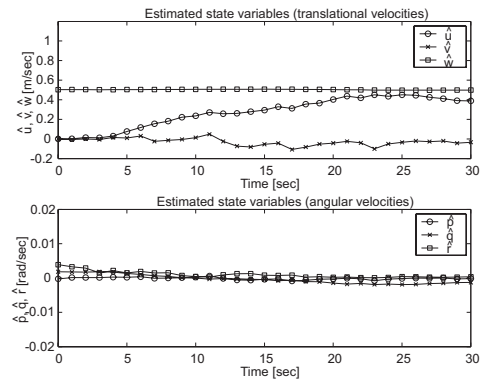 Estimated state variables (translational velocities)
û
v̂
ŵ
1
0.8
0.6
0.4
0.2
0
-0.2
û, v̂, ŵ [m/sec]
0 5 10 15 20 25 30
Time [sec]
Estimated state variables (angular velocities)
p̂
q̂
r̂
0.02
0.01
0
-0.01
-0.02
p̂, q̂, r̂ [rad/sec]
0 5 10 15 20 25 30
Time [sec]